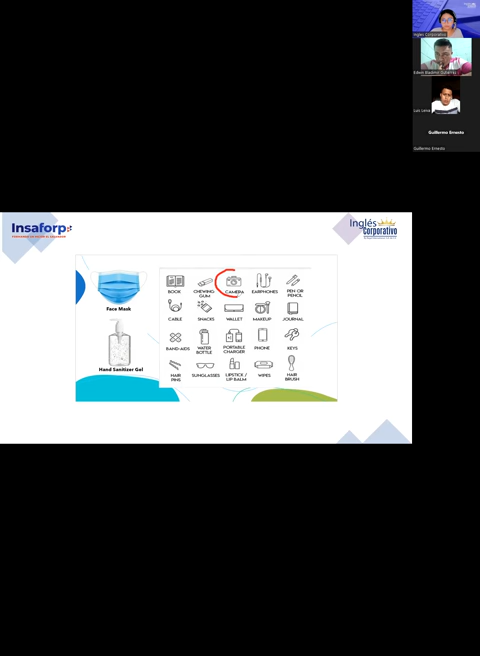 Inglés Corporativo
Edwin Bladimir Gutierrez
Luis Leiva
Guillermo Ernesto
Guillermo Ernesto
Insaforp
Inglés
Corporativo
Face Mask
Hand Sanitizer Gel
BOOK
CHEWING GUM
CAMERA
EARPHONES
PEN OR PENCIL
CABLE
SNACKS
WALLET
MAKEUP
JOURNAL
BAND-AIDS
WATER BOTTLE
PORTABLE CHARGER
PHONE
KEYS
HAIR PINS
SUNGLASSES
LIPSTICK / LIP BALM
WIPES
HAIR BRUSH